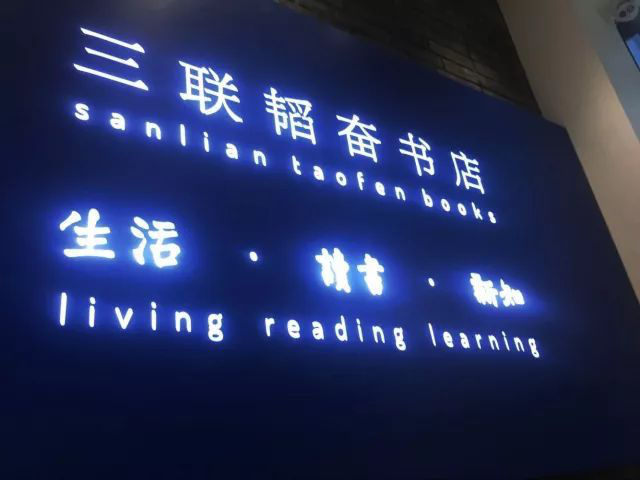 三联韬奋书店
sanlian taofen books
生活 · 讀書 · 新知
living reading learning